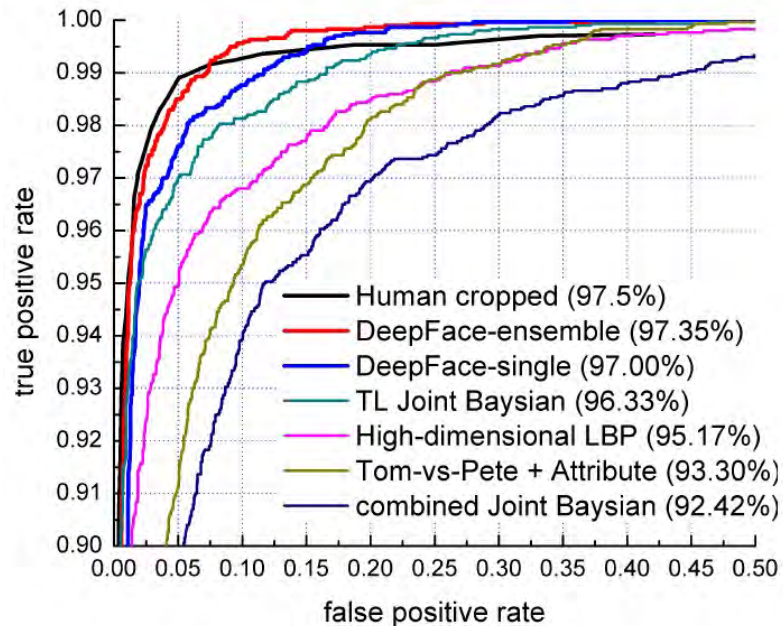 1.00
0.99
0.98
0.97
0.96
0.95
0.94
0.93
0.92
0.91
0.90
true positive rate
Human cropped (97.5%)
DeepFace-ensemble (97.35%)
DeepFace-single (97.00%)
TL Joint Baysian (96.33%)
High-dimensional LBP (95.17%)
Tom-vs-Pete + Attribute (93.30%)
combined Joint Baysian (92.42%)
0.00 0.05 0.10 0.15 0.20 0.25 0.30 0.35 0.40 0.45 0.50
false positive rate